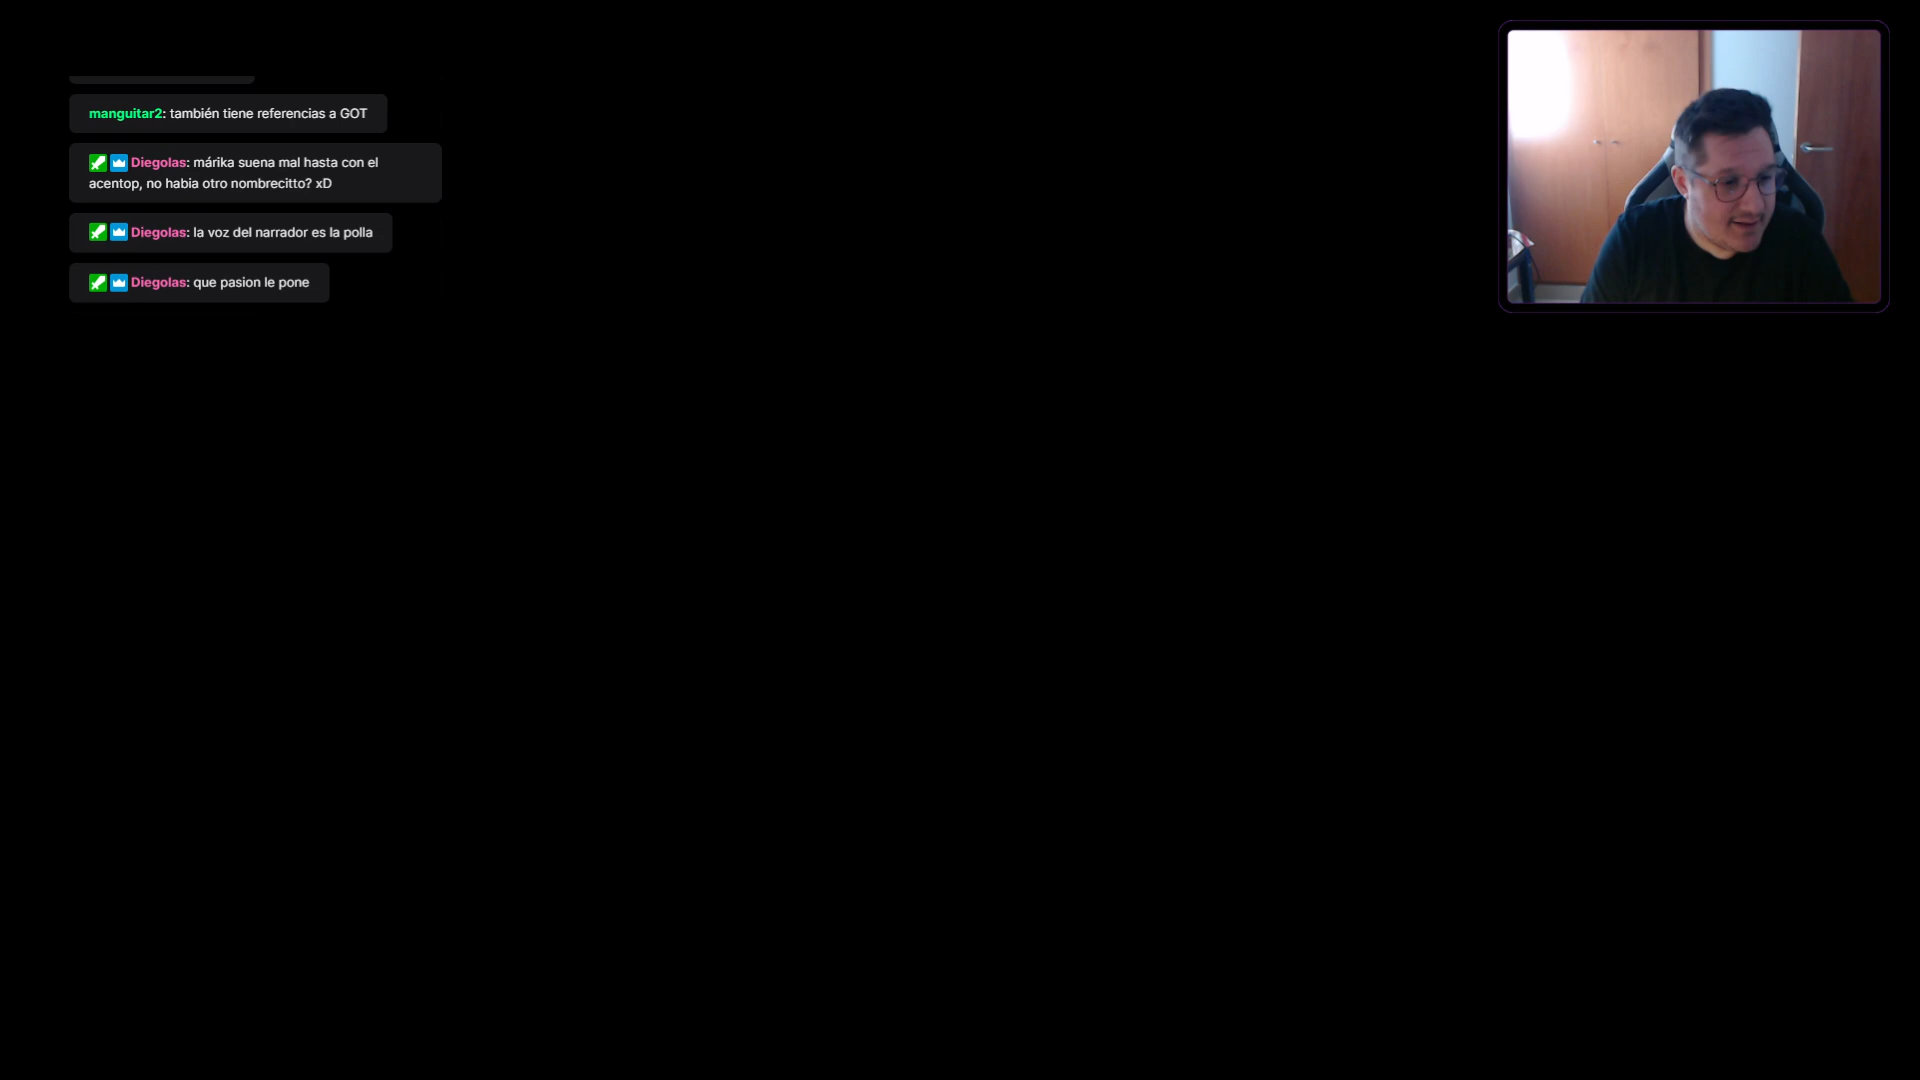 manguitar2: también tiene referencias a GOT
Diegolas: márika suena mal hasta con el
acentop, no habia otro nombrecitto? xD
Diegolas: la voz del narrador es la polla
Diegolas: que pasion le pone